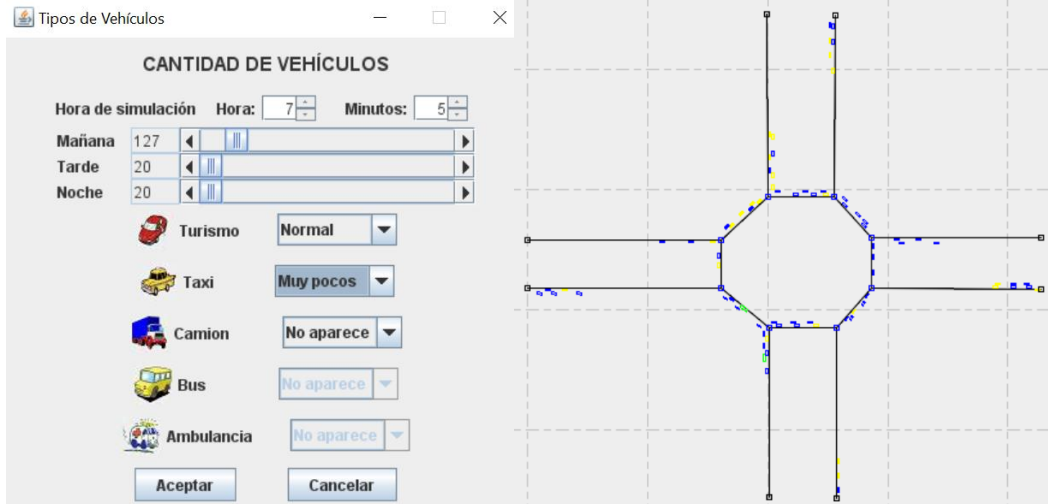 Tipos de Vehículos
CANTIDAD DE VEHÍCULOS
Hora de simulación Hora: 7 Minutos: 5
Mañana 127
Tarde 20
Noche 20
Turismo Normal
Taxi Muy pocos
Camion No aparece
Bus No aparece
Ambulancia No aparece
Aceptar Cancelar